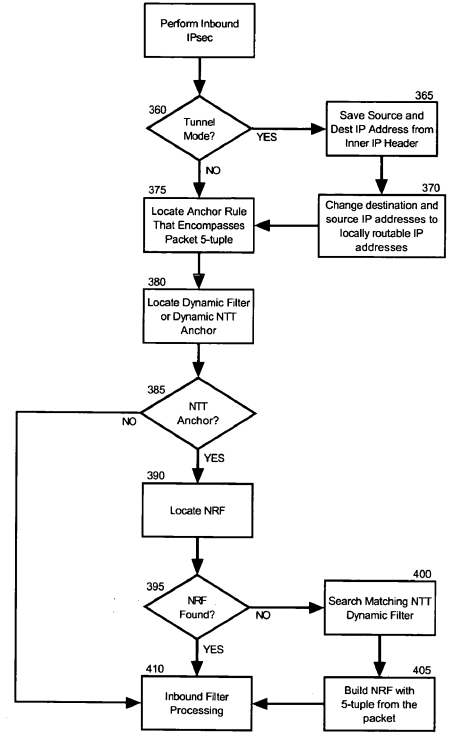 Perform Inbound
IPsec
360
Tunnel
Mode?
YES
NO
365
Save Source and
Dest IP Address from
Inner IP Header
370
Change destination and
source IP addresses to
locally routable IP
addresses
375
Locate Anchor Rule
That Encompasses
Packet 5-tuple
380
Locate Dynamic Filter
or Dynamic NTT
Anchor
385
NTT
Anchor?
NO
YES
390
Locate NRF
395
NRF
Found?
NO
YES
400
Search Matching NTT
Dynamic Filter
405
Build NRF with
5-tuple from the
packet
410
Inbound Filter
Processing